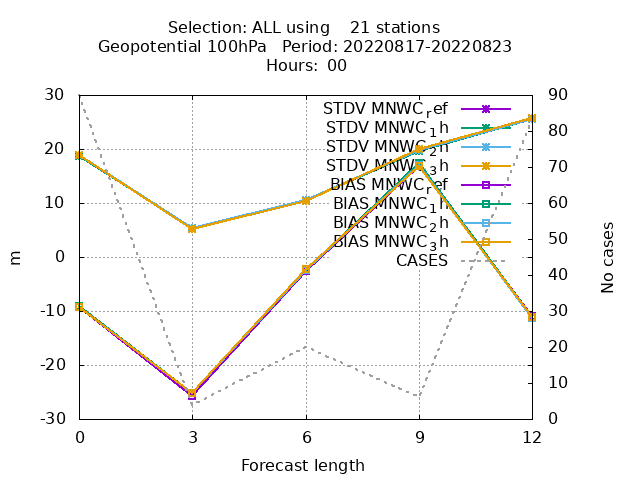 Selection: ALL using    21 stations
Geopotential 100hPa   Period: 20220817-20220823
Hours: 00
30 90
20 80
10 70
0 60
-10 50
-20 40
-30 30
20
10
0
m
No cases
STDV MNWC_ref
STDV MNWC_1h
STDV MNWC_2h
STDV MNWC_3h
BIAS MNWC_ref
BIAS MNWC_1h
BIAS MNWC_2h
BIAS MNWC_3h
CASES
0 3 6 9 12
Forecast length